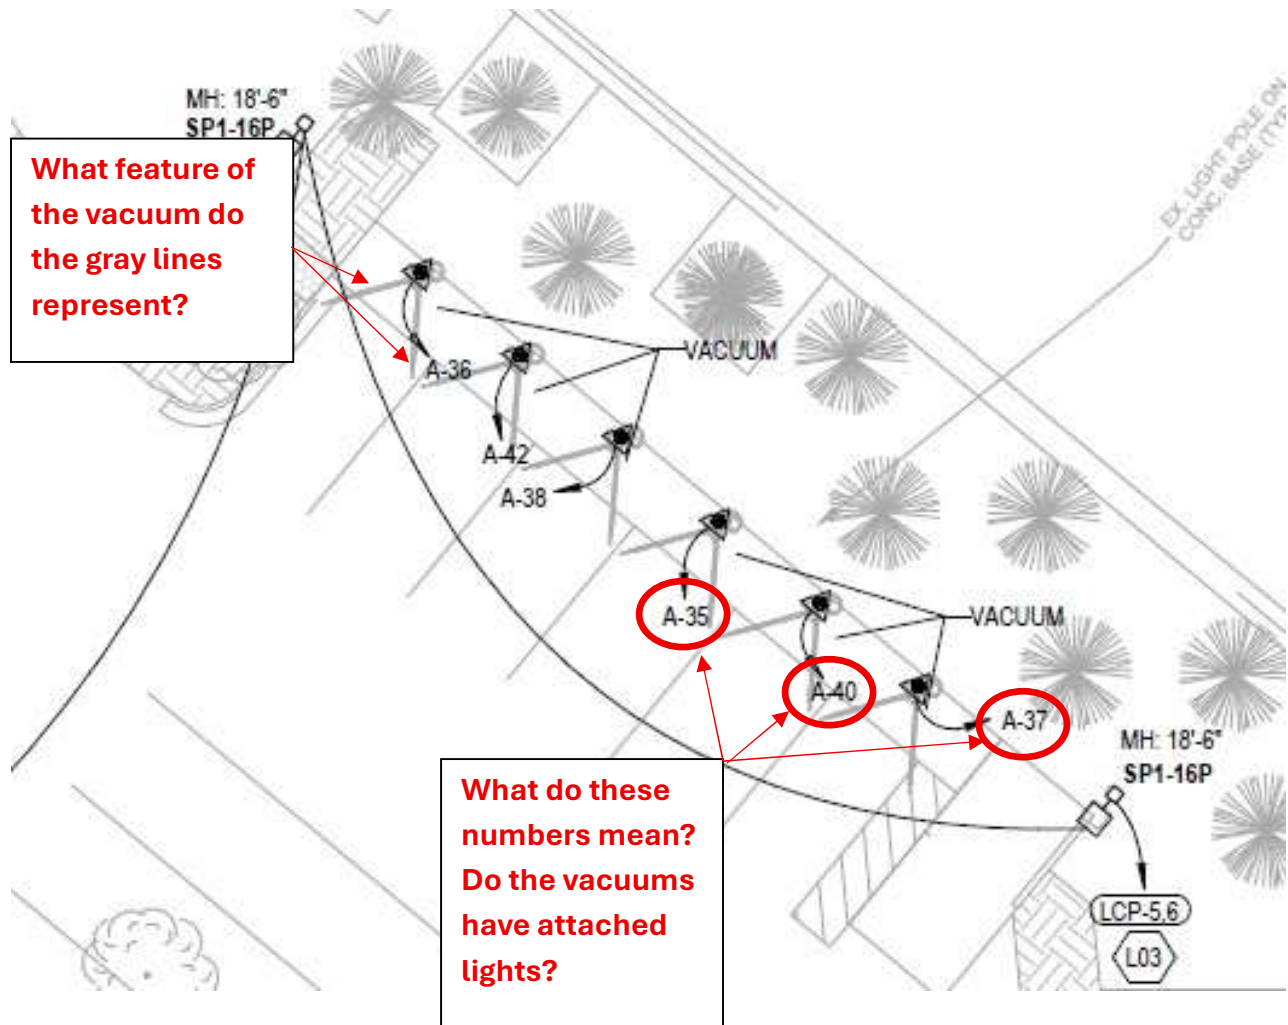 MH: 18'-6"
SP1-16P
What feature of
the vacuum do
the gray lines
represent?
EX. LIGHT POLE ON
CONC. BASE (TYP
VACUUM
A-36
A-42
A-38
A-35
VACUUM
A-40
A-37
MH: 18'-6"
SP1-16P
What do these
numbers mean?
Do the vacuums
have attached
lights?
LCP-5,6
L03